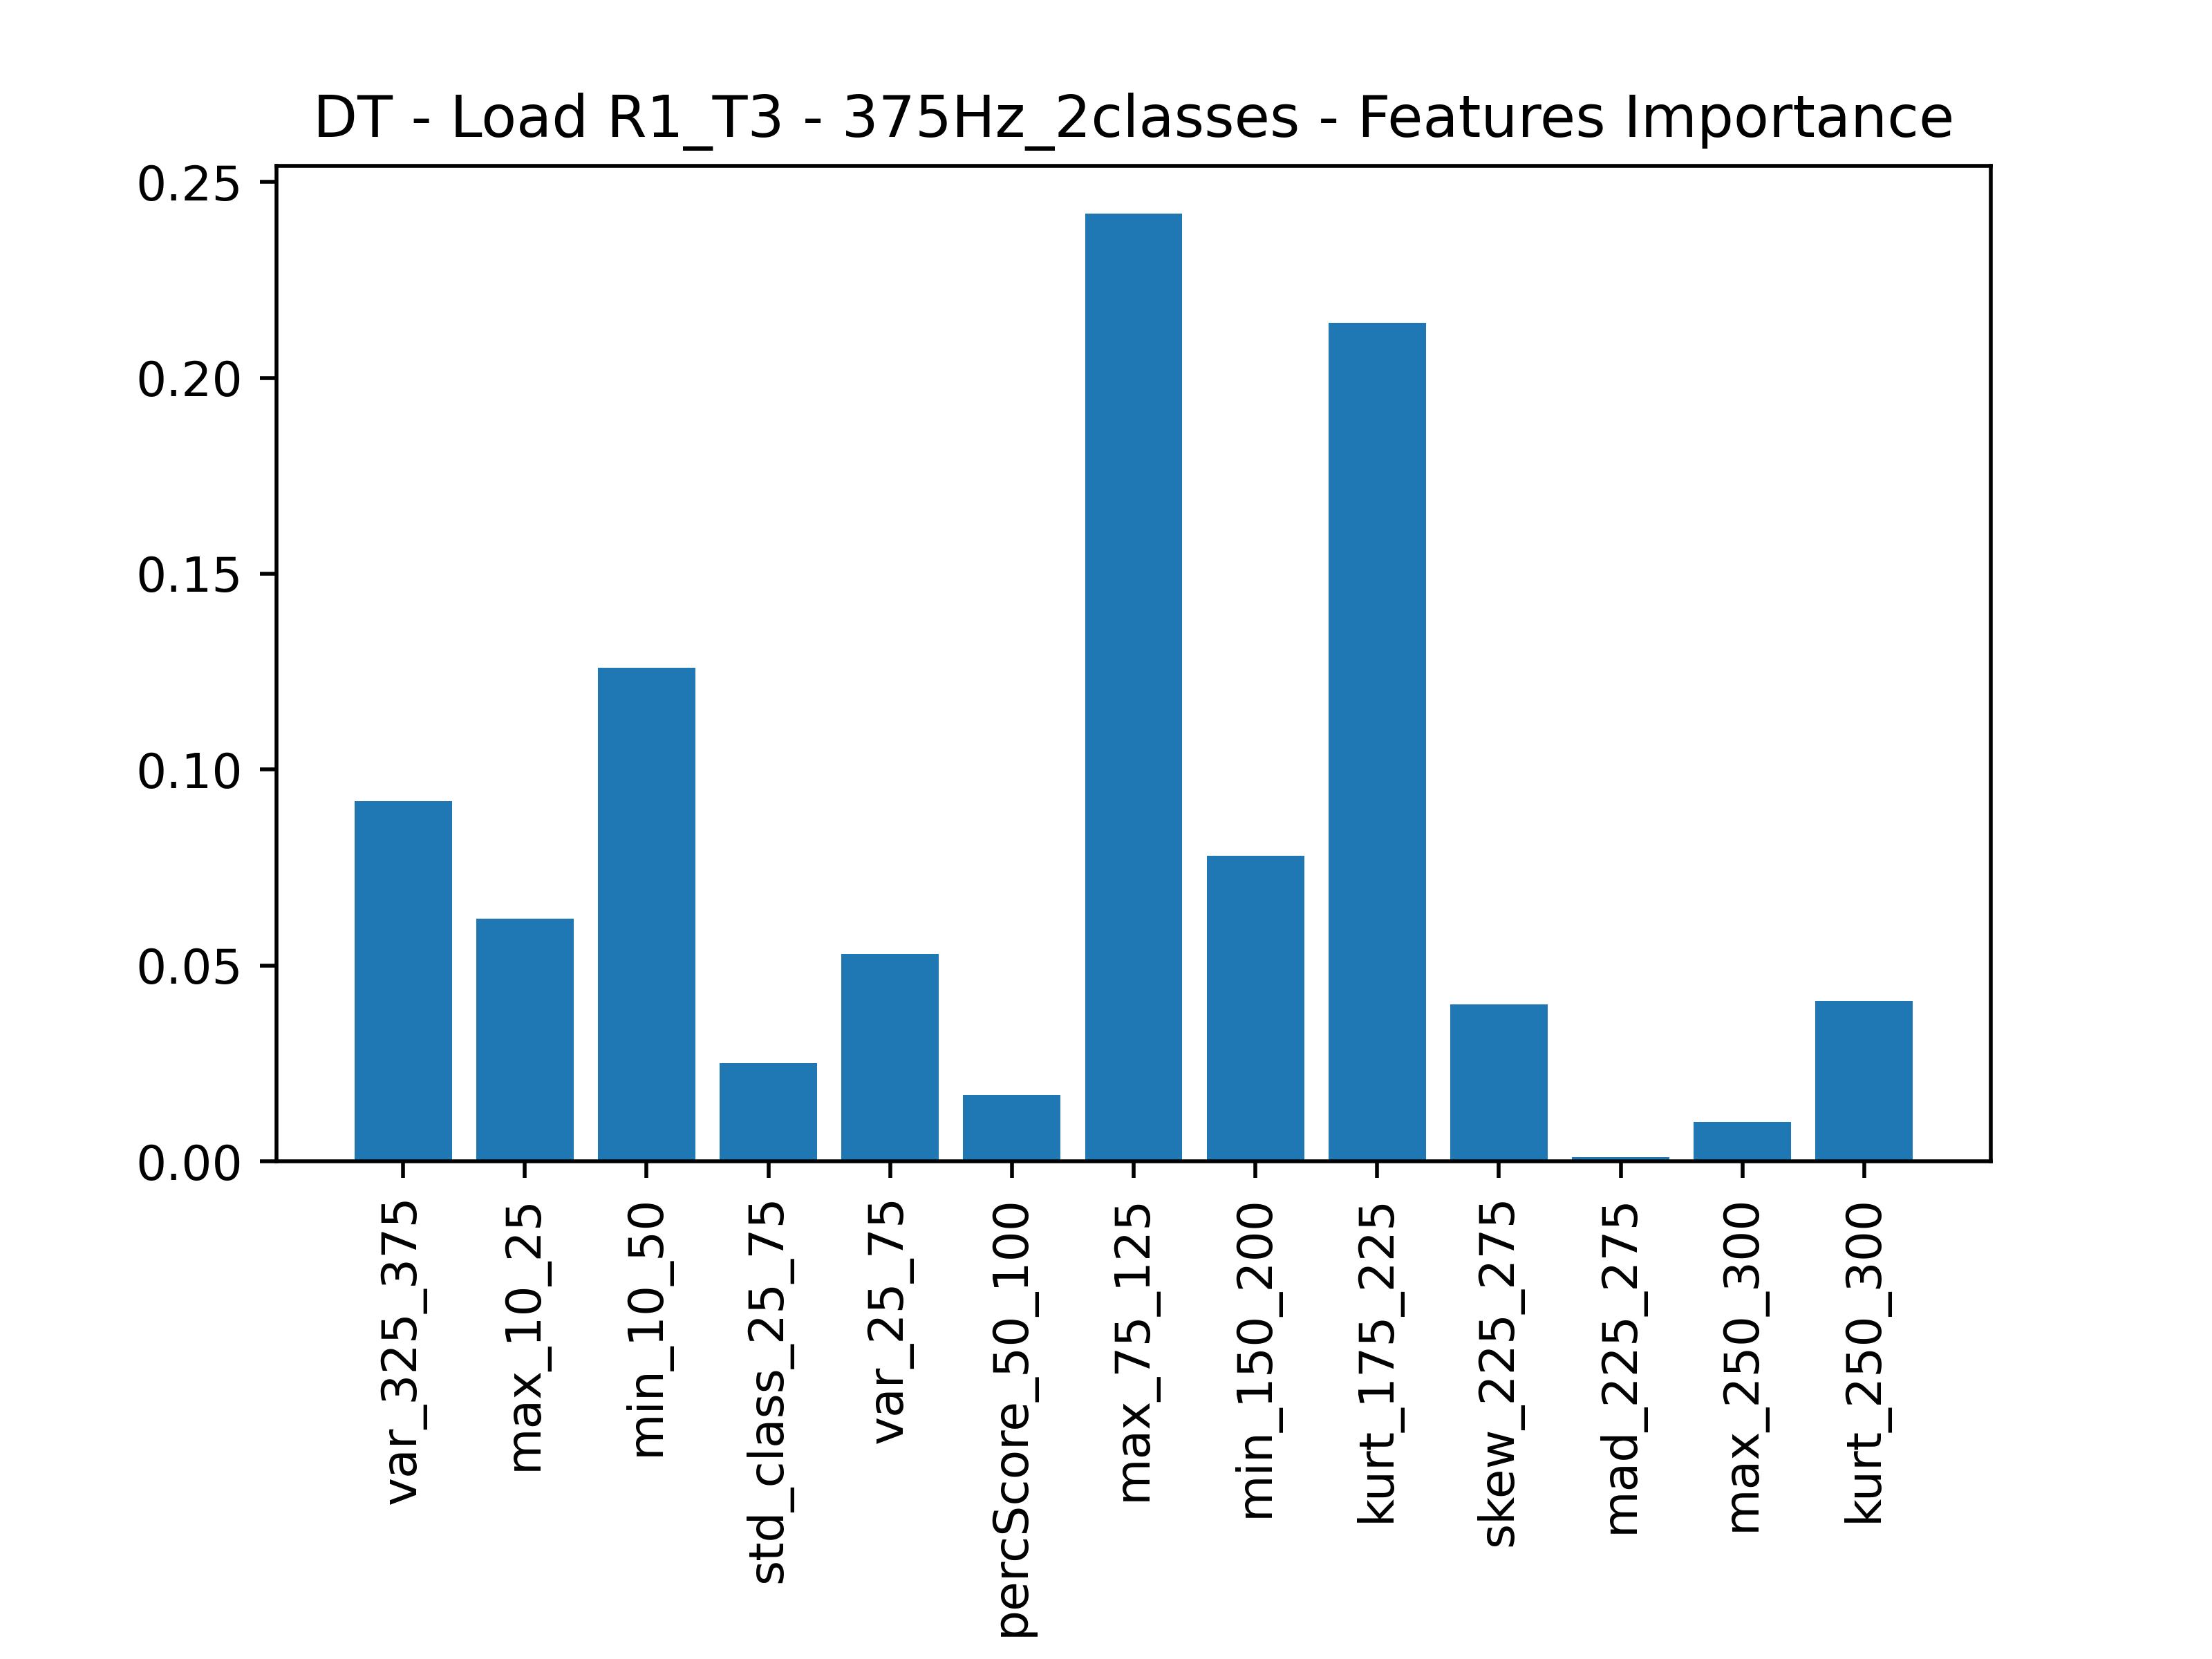 DT - Load R1_T3 - 375Hz_2classes - Features Importance
0.25
0.20
0.15
0.10
0.05
0.00
var_325_375
max_10_25
min_10_50
std_class_25_75
var_25_75
percScore_50_100
max_75_125
min_150_200
kurt_175_225
skew_225_275
mad_225_275
max_250_300
kurt_250_300